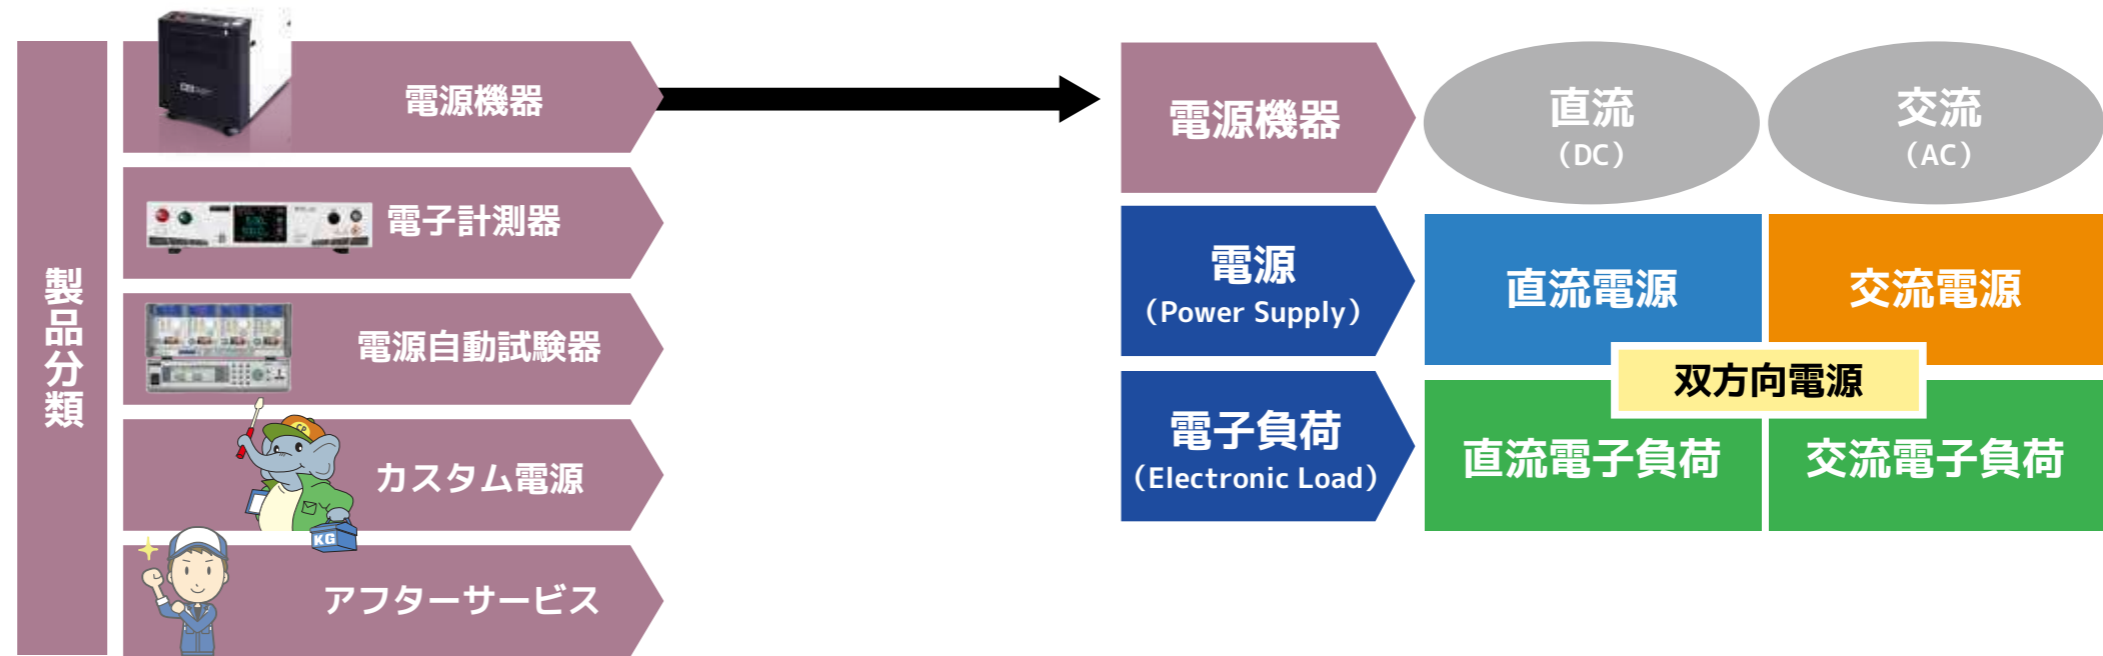 製品分類
電源機器
電子計測器
電源自動試験器
CP
カスタム電源
KG
アフターサービス
電源機器
直流
（DC）
交流
（AC）
電源
（Power Supply）
直流電源
交流電源
双方向電源
電子負荷
（Electronic Load）
直流電子負荷
交流電子負荷